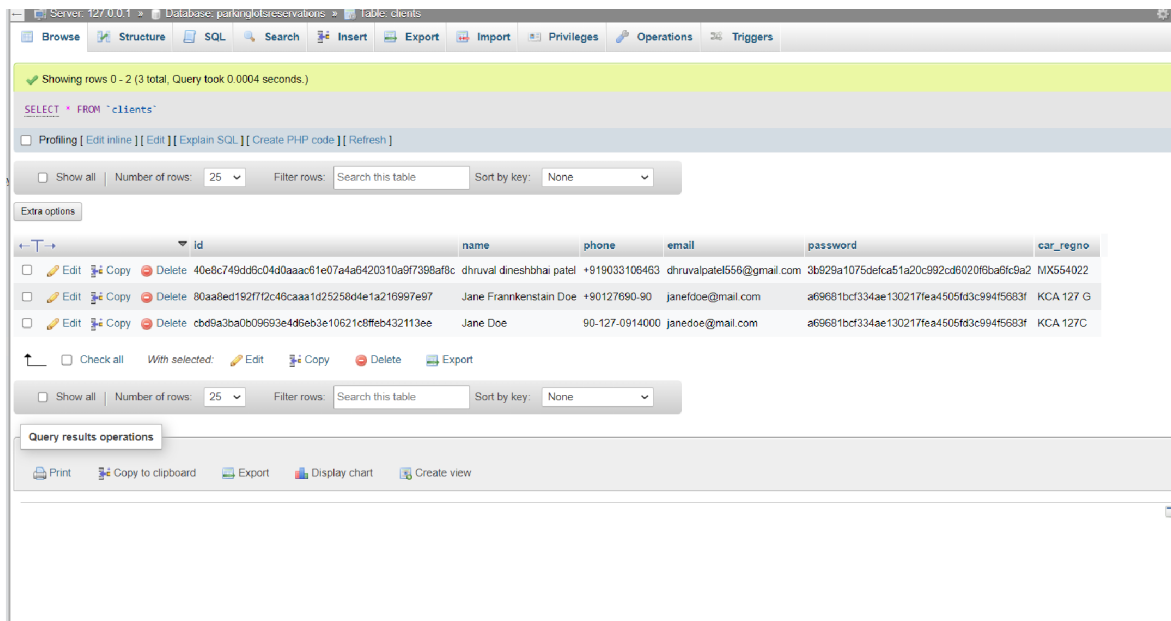 Server: 127.0.0.1 » Database: parkinglotsreservations » Table: clients
Browse Structure SQL Search Insert Export Import Privileges Operations Triggers
Showing rows 0 - 2 (3 total, Query took 0.0004 seconds.)
SELECT * FROM `clients`
Profiling [ Edit inline ] [ Edit ] [ Explain SQL ] [ Create PHP code ] [ Refresh ]
Show all | Number of rows: 25 Filter rows: Search this table Sort by key: None
Extra options
←T→ id name phone email password car_regno
Edit Copy Delete 40e8c749dd6c04d0aaac61e07a4a6420310a9f7398af8c dhruval dineshbhai patel +919033106463 dhruvalpatel556@gmail.com 3b929a1075defca51a20c992cd6020f6ba6fc9a2 MX554022
Edit Copy Delete 80aa8ed192f7f2c46caaa1d25258d4e1a216997e97 Jane Frannkenstain Doe +90127690-90 janefdoe@mail.com a69681bcf334ae130217fea4505fd3c994f5683f KCA 127 G
Edit Copy Delete cbd9a3ba0b09693e4d6eb3e10621c8ffeb432113ee Jane Doe 90-127-0914000 janedoe@mail.com a69681bcf334ae130217fea4505fd3c994f5683f KCA 127C
Check all With selected: Edit Copy Delete Export
Show all | Number of rows: 25 Filter rows: Search this table Sort by key: None
Query results operations
Print Copy to clipboard Export Display chart Create view